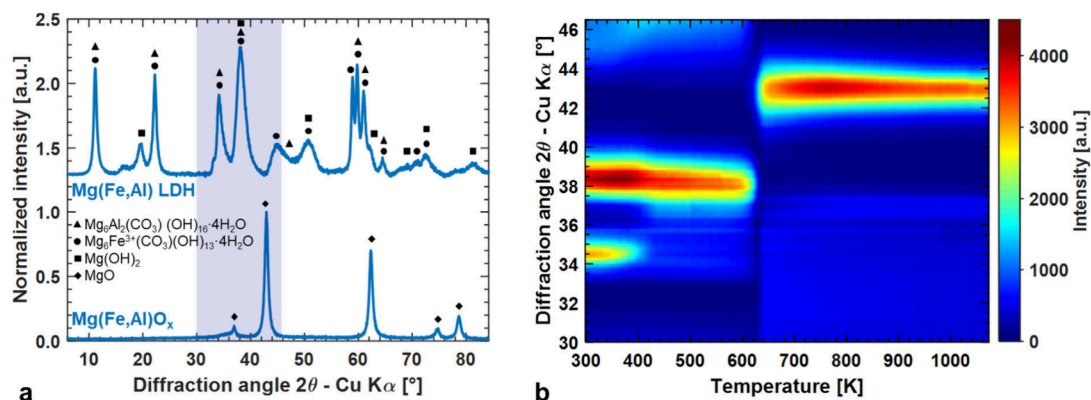 a
Normalized intensity [a.u.]
2.5
2.0
1.5
1.0
0.5
0.0
Mg(Fe,Al) LDH
▲ Mg₆Al₂(CO₃) (OH)₁₆·4H₂O
● Mg₆Fe³⁺(CO₃)(OH)₁₃·4H₂O
■ Mg(OH)₂
◆ MgO
Mg(Fe,Al)Oₓ
10 20 30 40 50 60 70 80
Diffraction angle 2θ - Cu Kα [°]
b
Diffraction angle 2θ - Cu Kα [°]
46
44
42
40
38
36
34
32
30
300 400 500 600 700 800 900 1000
Temperature [K]
4000
3000
2000
1000
0
Intensity [a.u.]